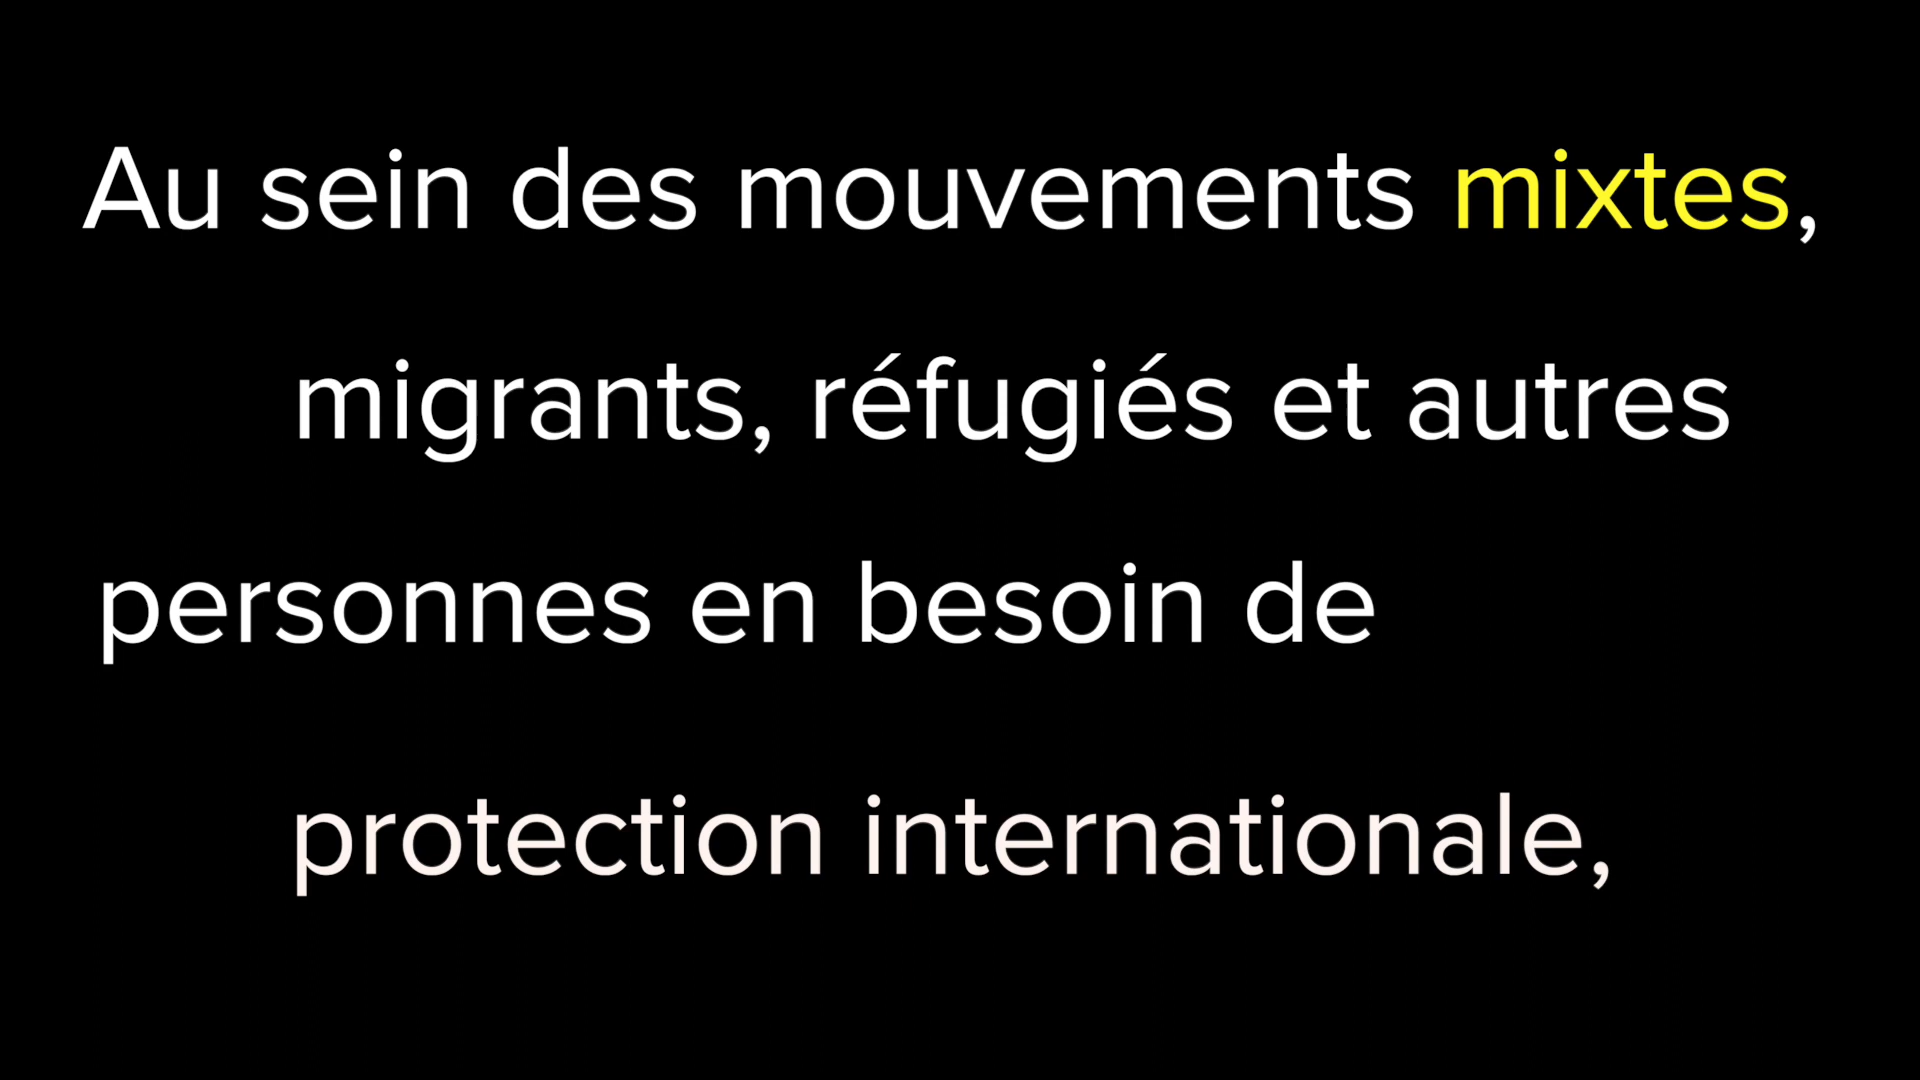 Au sein des mouvements mixtes,
migrants, réfugiés et autres
personnes en besoin de
protection internationale,